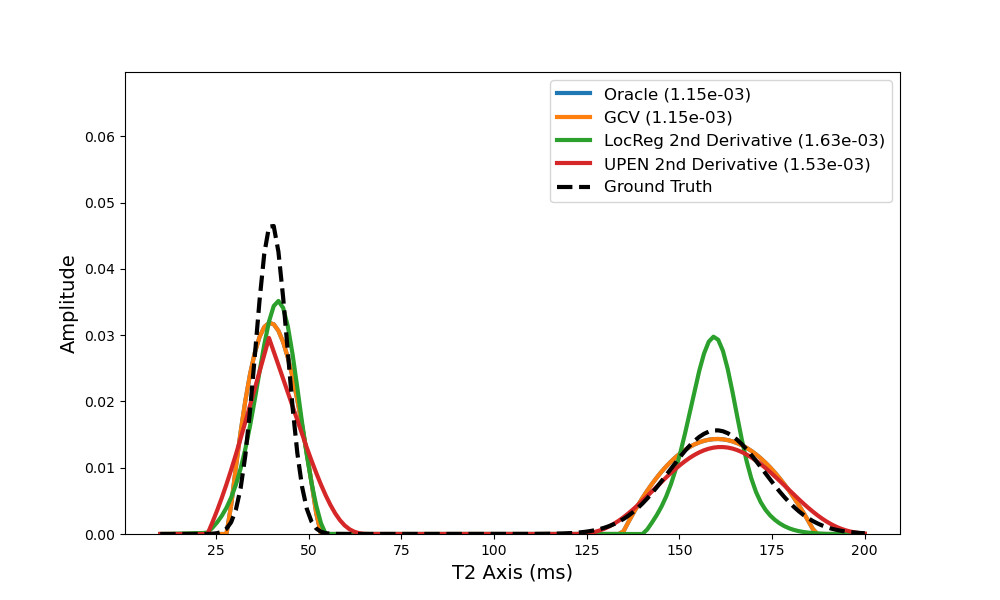 Oracle (1.15e-03)
GCV (1.15e-03)
LocReg 2nd Derivative (1.63e-03)
UPEN 2nd Derivative (1.53e-03)
Ground Truth
Amplitude
0.06
0.05
0.04
0.03
0.02
0.01
0.00
25 50 75 100 125 150 175 200
T2 Axis (ms)